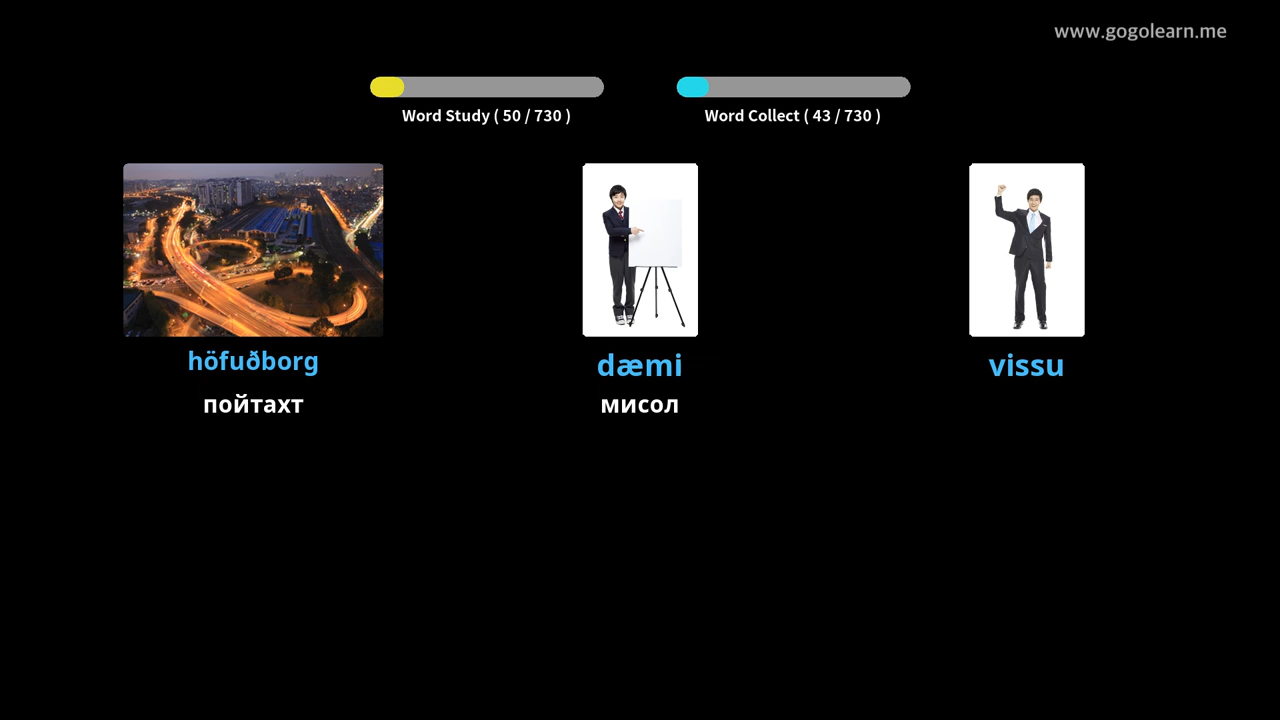 www.gogolearn.me
Word Study ( 50 / 730 )
Word Collect ( 43 / 730 )
höfuðborg
dæmi
vissu
пойтахт
мисол